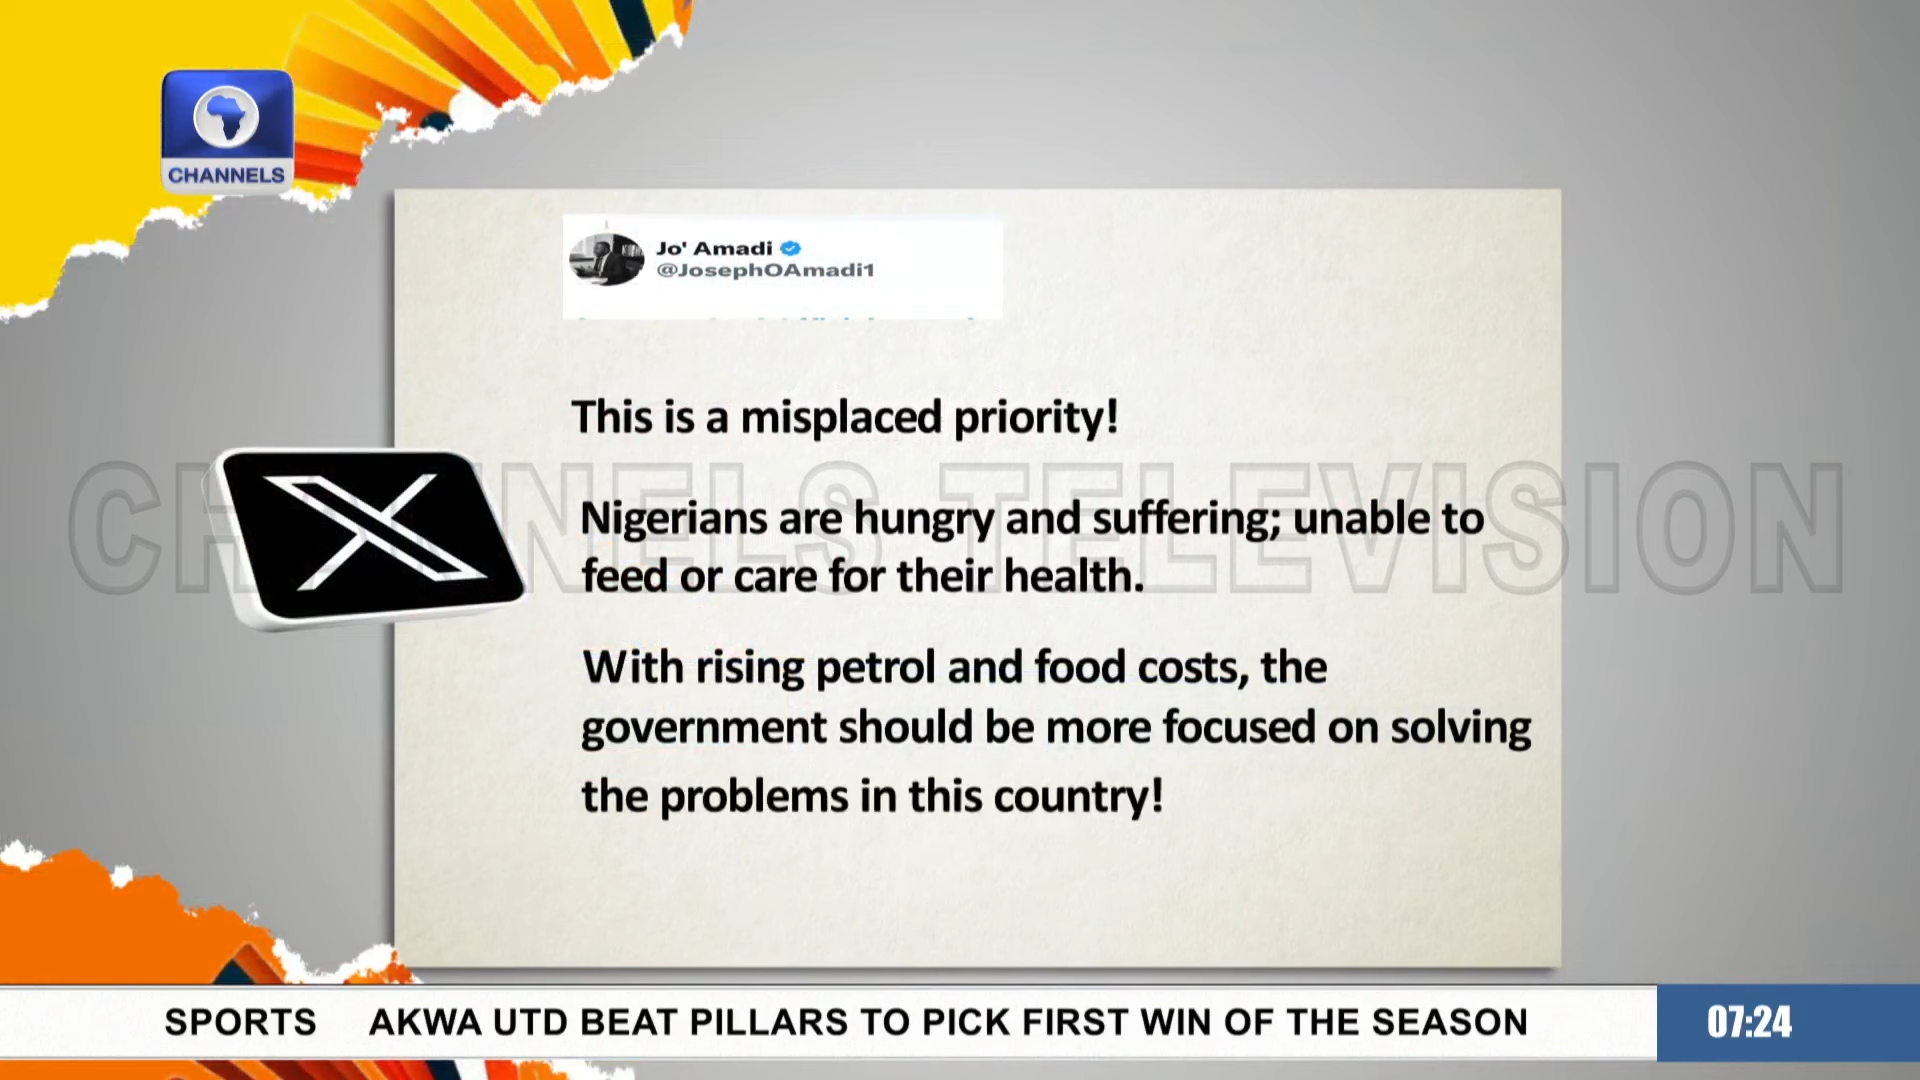 CHANNELS
Jo' Amadi
@JosephOAmadi1
This is a misplaced priority!
CHANNELS TELEVISION
Nigerians are hungry and suffering; unable to
feed or care for their health.
With rising petrol and food costs, the
government should be more focused on solving
the problems in this country!
SPORTS AKWA UTD BEAT PILLARS TO PICK FIRST WIN OF THE SEASON
07:24